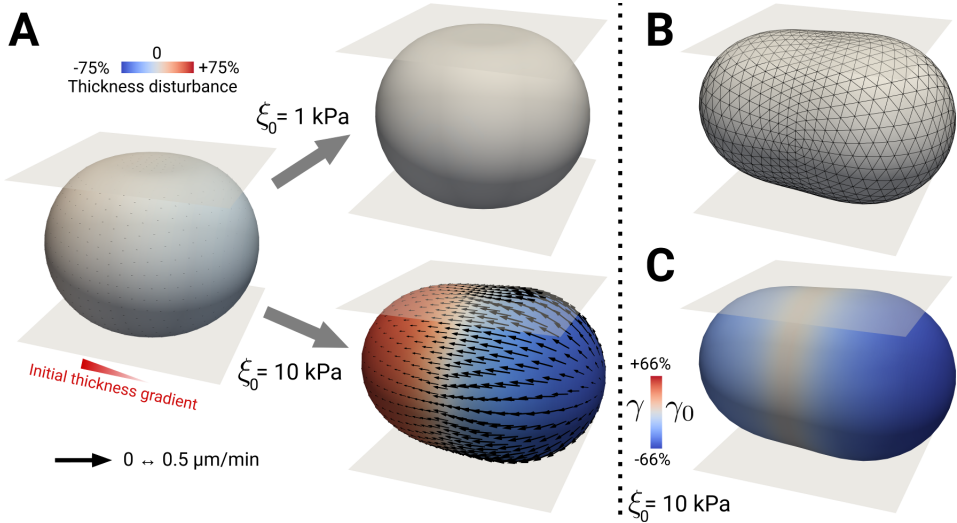 A
0
-75% +75%
Thickness disturbance
ξ₀= 1 kPa
Initial thickness gradient
ξ₀= 10 kPa
0 ↔ 0.5 µm/min
B
C
+66%
γ γ₀
-66%
ξ₀= 10 kPa